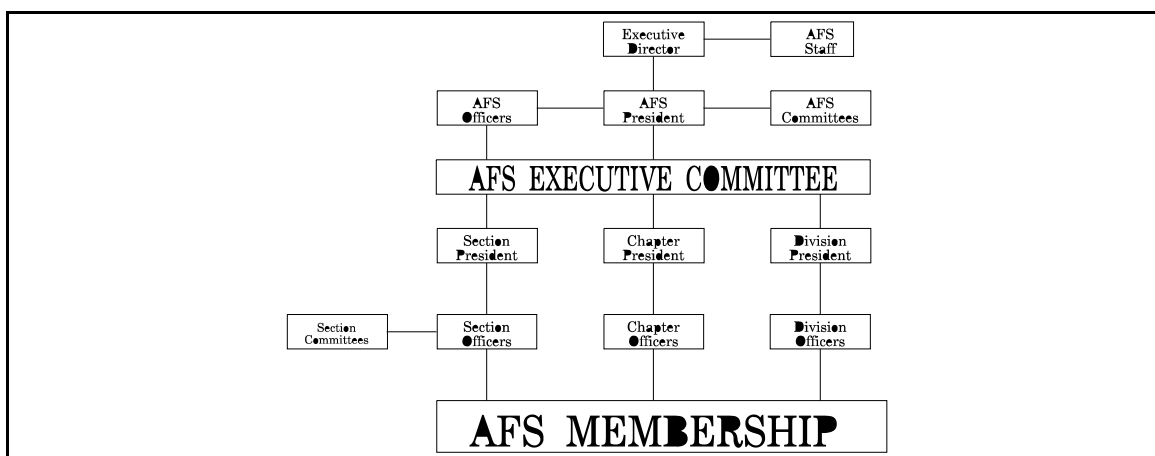 Executive
Director
AFS
Staff
AFS
Officers
AFS
President
AFS
Committees
AFS EXECUTIVE COMMITTEE
Section
President
Chapter
President
Division
President
Section
Committees
Section
Officers
Chapter
Officers
Division
Officers
AFS MEMBERSHIP